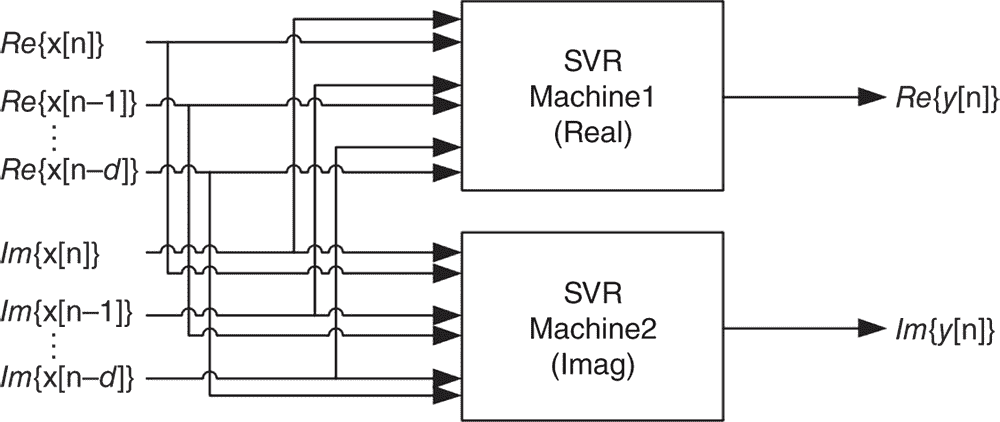 Re{x[n]}
Re{x[n–1]}
⋮
Re{x[n–d]}
Im{x[n]}
Im{x[n–1]}
⋮
Im{x[n–d]}
SVR
Machine1
(Real)
SVR
Machine2
(Imag)
Re{y[n]}
Im{y[n]}